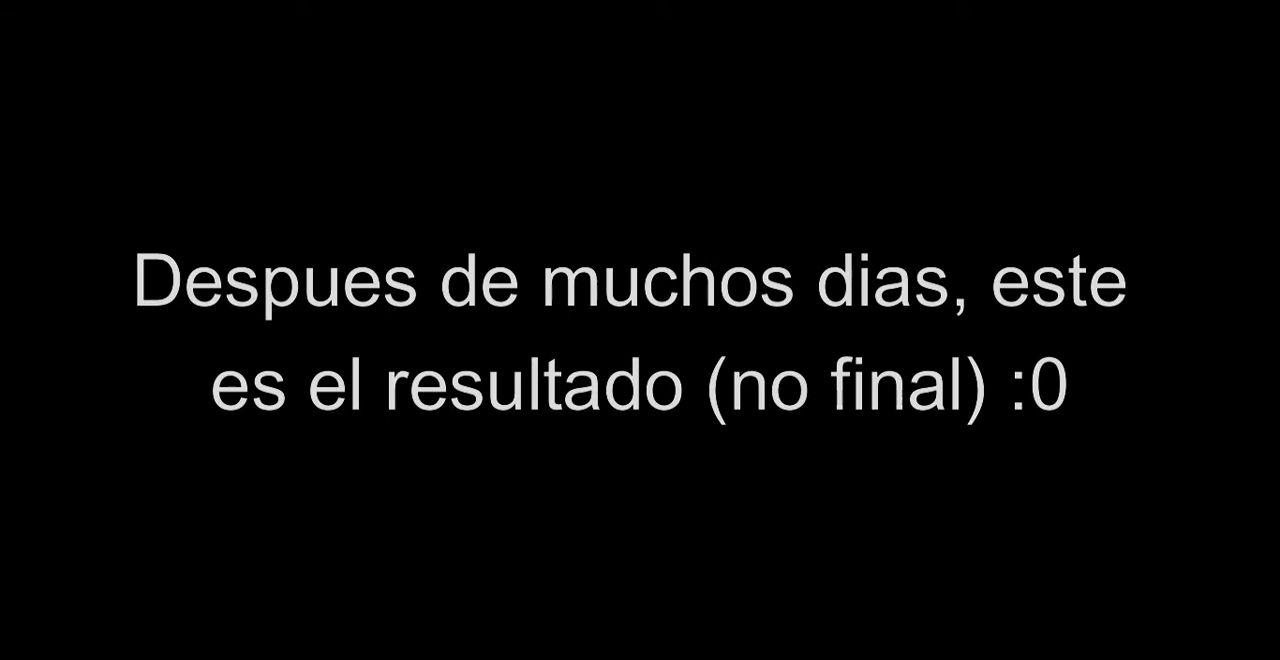 Despues de muchos dias, este
es el resultado (no final) :0